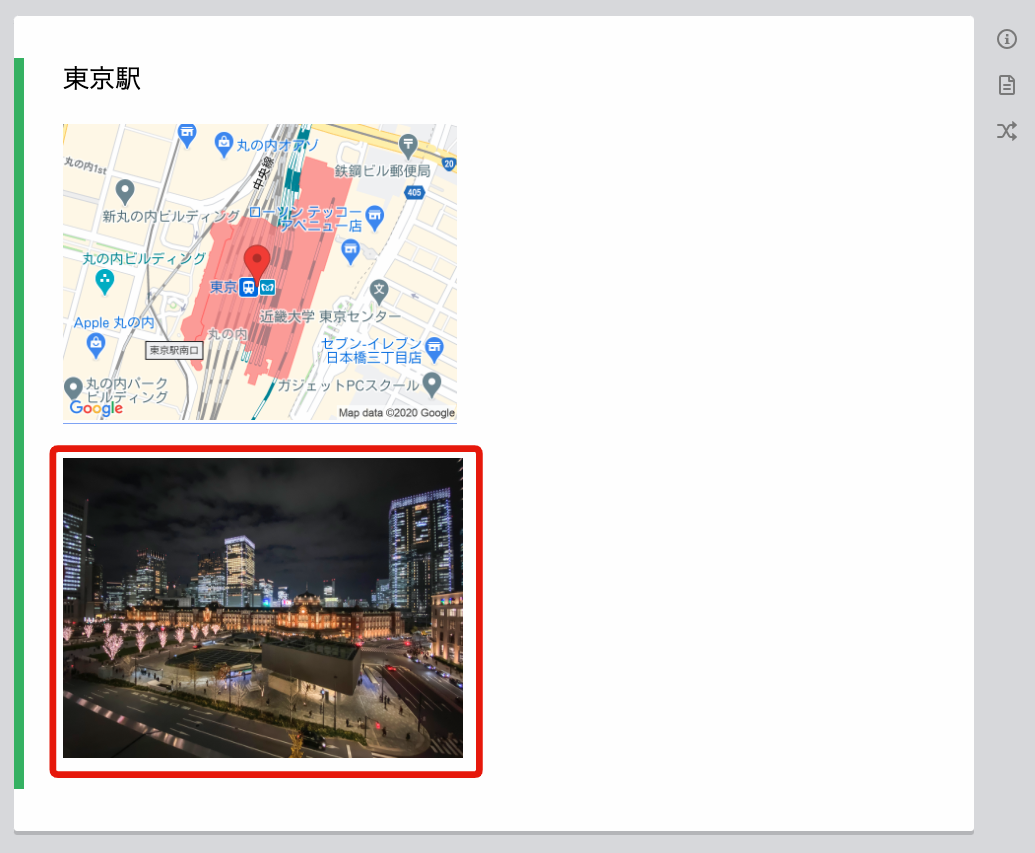 東京駅
丸の内オアゾ
20
丸の内1st
中央線
鉄鋼ビル郵便局
405
新丸の内ビルディング
ローソン テッコー
アベニュー店
丸の内ビルディング
東京
文
近畿大学 東京センター
Apple 丸の内
丸の内
セブン-イレブン
日本橋三丁目店
東京駅南口
丸の内パーク
ビルディング
ガジェットPCスクール
Google
Map data ©2020 Google